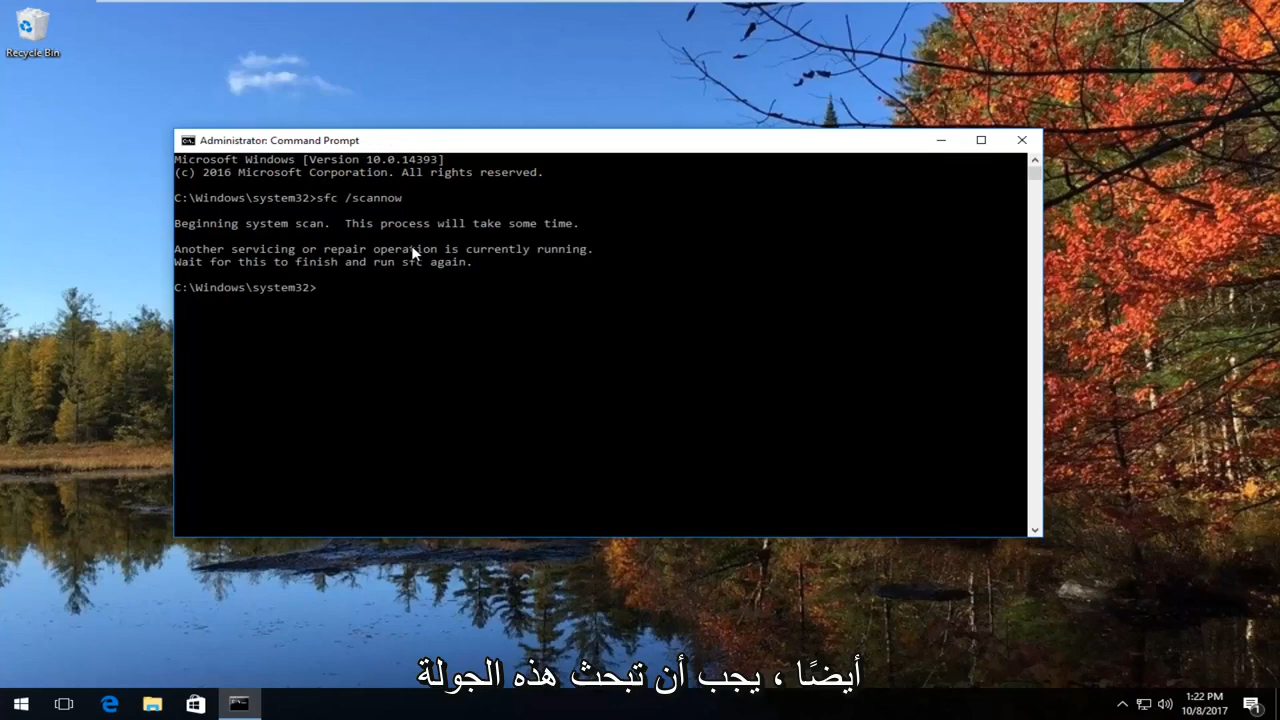 Recycle Bin
Administrator: Command Prompt
Microsoft Windows [Version 10.0.14393]
(c) 2016 Microsoft Corporation. All rights reserved.
C:\Windows\system32>sfc /scannow
Beginning system scan.  This process will take some time.
Another servicing or repair operation is currently running.
Wait for this to finish and run sfc again.
C:\Windows\system32>
أيضًا ، يجب أن تبحث هذه الجولة
1:22 PM
10/8/2017
1